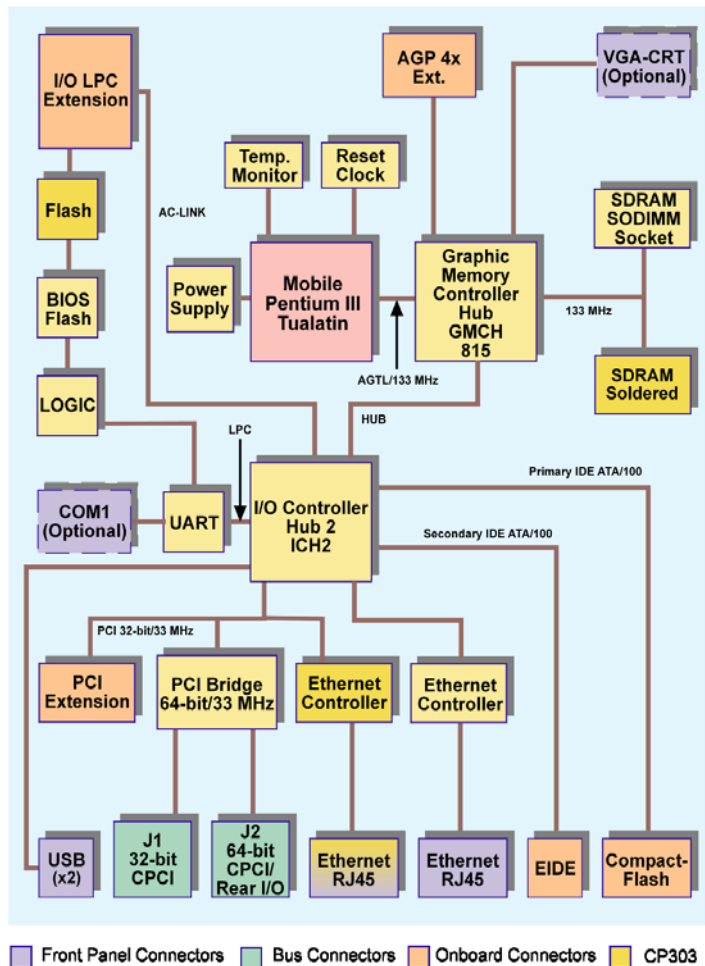 I/O LPC
Extension
AGP 4x
Ext.
VGA-CRT
(Optional)
Temp.
Monitor
Reset
Clock
Flash
AC-LINK
SDRAM
SODIMM
Socket
Power
Supply
Mobile
Pentium III
Tualatin
Graphic
Memory
Controller
Hub
GMCH
815
BIOS
Flash
133 MHz
AGTL/133 MHz
SDRAM
Soldered
LOGIC
HUB
LPC
Primary IDE ATA/100
COM1
(Optional)
UART
I/O Controller
Hub 2
ICH2
Secondary IDE ATA/100
PCI 32-bit/33 MHz
PCI
Extension
PCI Bridge
64-bit/33 MHz
Ethernet
Controller
Ethernet
Controller
USB
(x2)
J1
32-bit
CPCI
J2
64-bit
CPCI/
Rear I/O
Ethernet
RJ45
Ethernet
RJ45
EIDE
Compact-
Flash
Front Panel Connectors
Bus Connectors
Onboard Connectors
CP303